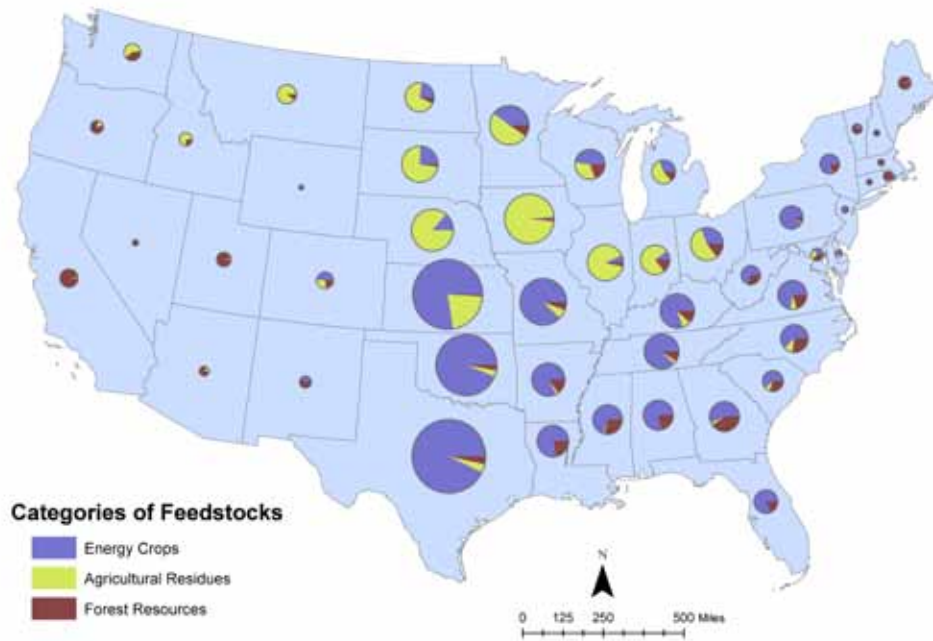 Categories of Feedstocks
Energy Crops
Agricultural Residues
Forest Resources
N
0 125 250 500 Miles